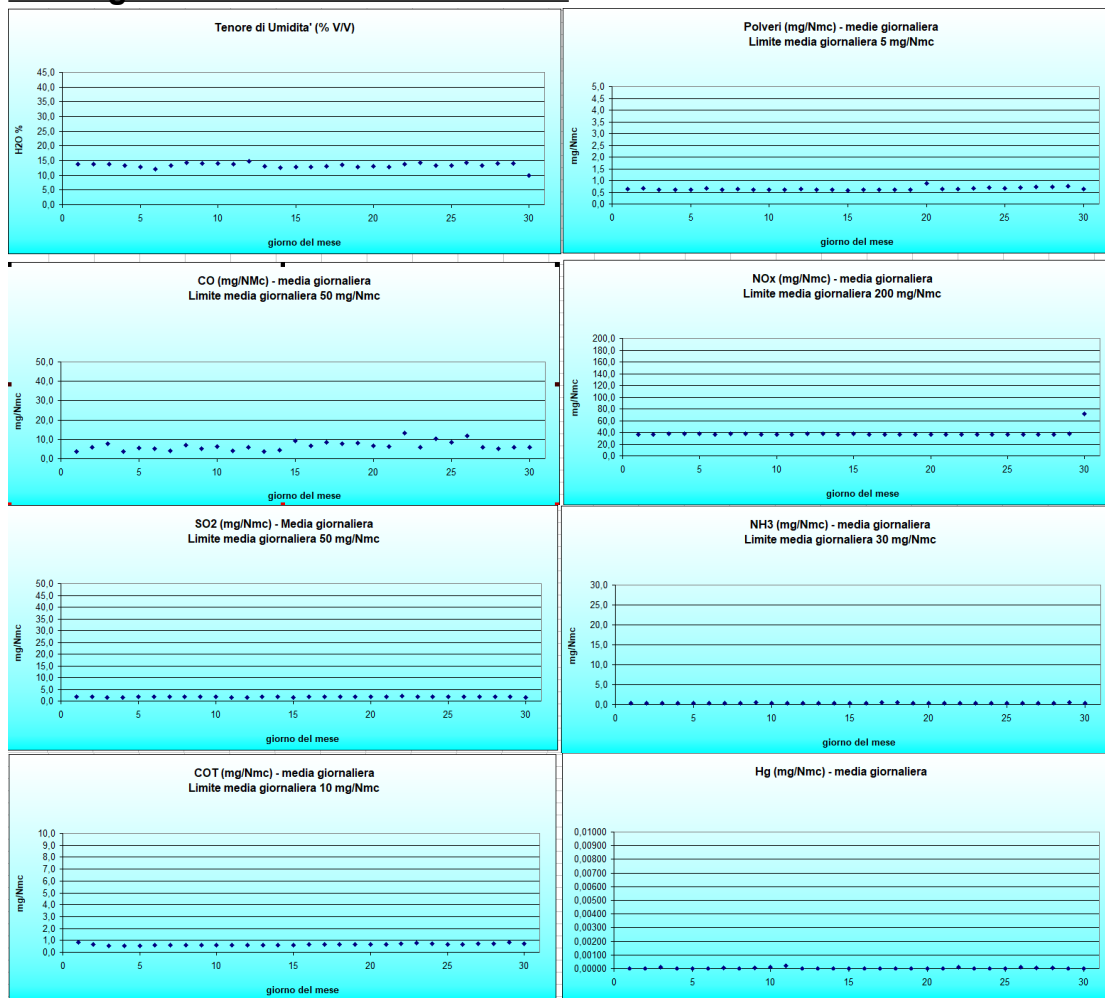 Tenore di Umidita' (% V/V)
45,0
40,0
35,0
30,0
25,0
20,0
15,0
10,0
5,0
0,0
H2O %
0 5 10 15 20 25 30
giorno del mese
Polveri (mg/Nmc) - medie giornaliera
Limite media giornaliera 5 mg/Nmc
5,0
4,5
4,0
3,5
3,0
2,5
2,0
1,5
1,0
0,5
0,0
mg/Nmc
0 5 10 15 20 25 30
giorno del mese
CO (mg/NMc) - media giornaliera
Limite media giornaliera 50 mg/Nmc
50,0
40,0
30,0
20,0
10,0
0,0
mg/Nmc
0 5 10 15 20 25 30
giorno del mese
NOx (mg/Nmc) - media giornaliera
Limite media giornaliera 200 mg/Nmc
200,0
180,0
160,0
140,0
120,0
100,0
80,0
60,0
40,0
20,0
0,0
mg/Nmc
0 5 10 15 20 25 30
giorno del mese
SO2 (mg/Nmc) - Media giornaliera
Limite media giornaliera 50 mg/Nmc
50,0
45,0
40,0
35,0
30,0
25,0
20,0
15,0
10,0
5,0
0,0
mg/Nmc
0 5 10 15 20 25 30
giorno del mese
NH3 (mg/Nmc) - media giornaliera
Limite media giornaliera 30 mg/Nmc
30,0
25,0
20,0
15,0
10,0
5,0
0,0
mg/Nmc
0 5 10 15 20 25 30
giorno del mese
COT (mg/Nmc) - media giornaliera
Limite media giornaliera 10 mg/Nmc
10,0
9,0
8,0
7,0
6,0
5,0
4,0
3,0
2,0
1,0
0,0
mg/Nmc
0 5 10 15 20 25 30
giorno del mese
Hg (mg/Nmc) - media giornaliera
0,01000
0,00900
0,00800
0,00700
0,00600
0,00500
0,00400
0,00300
0,00200
0,00100
0,00000
mg/Nmc
0 5 10 15 20 25 30
giorno del mese